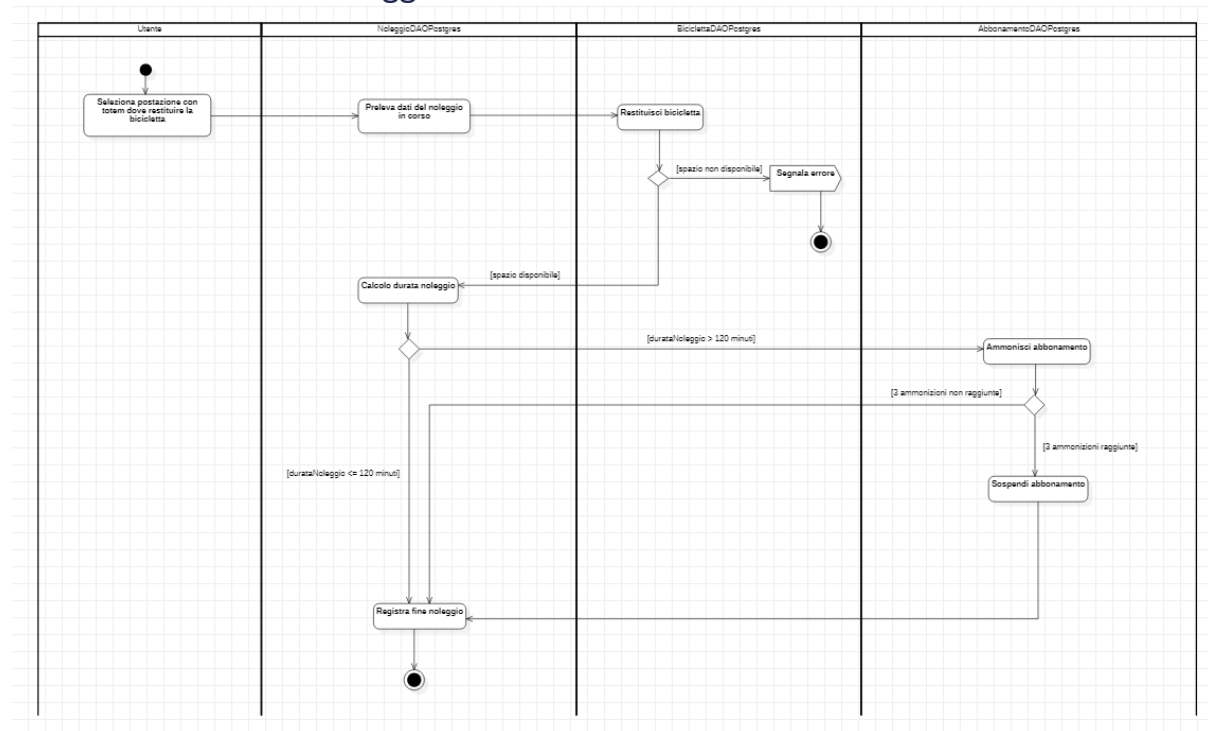 Utente
NoleggioDAOPostgres
BiciclettaDAOPostgres
AbbonamentoDAOPostgres
Seleziona postazione con
totem dove restituire la
bicicletta
Preleva dati del noleggio
in corso
Restituisci bicicletta
[spazio non disponibile]
Segnala errore
[spazio disponibile]
Calcolo durata noleggio
[durataNoleggio > 120 minuti]
Ammonisci abbonamento
[3 ammonizioni non raggiunte]
[3 ammonizioni raggiunte]
[durataNoleggio <= 120 minuti]
Sospendi abbonamento
Registra fine noleggio